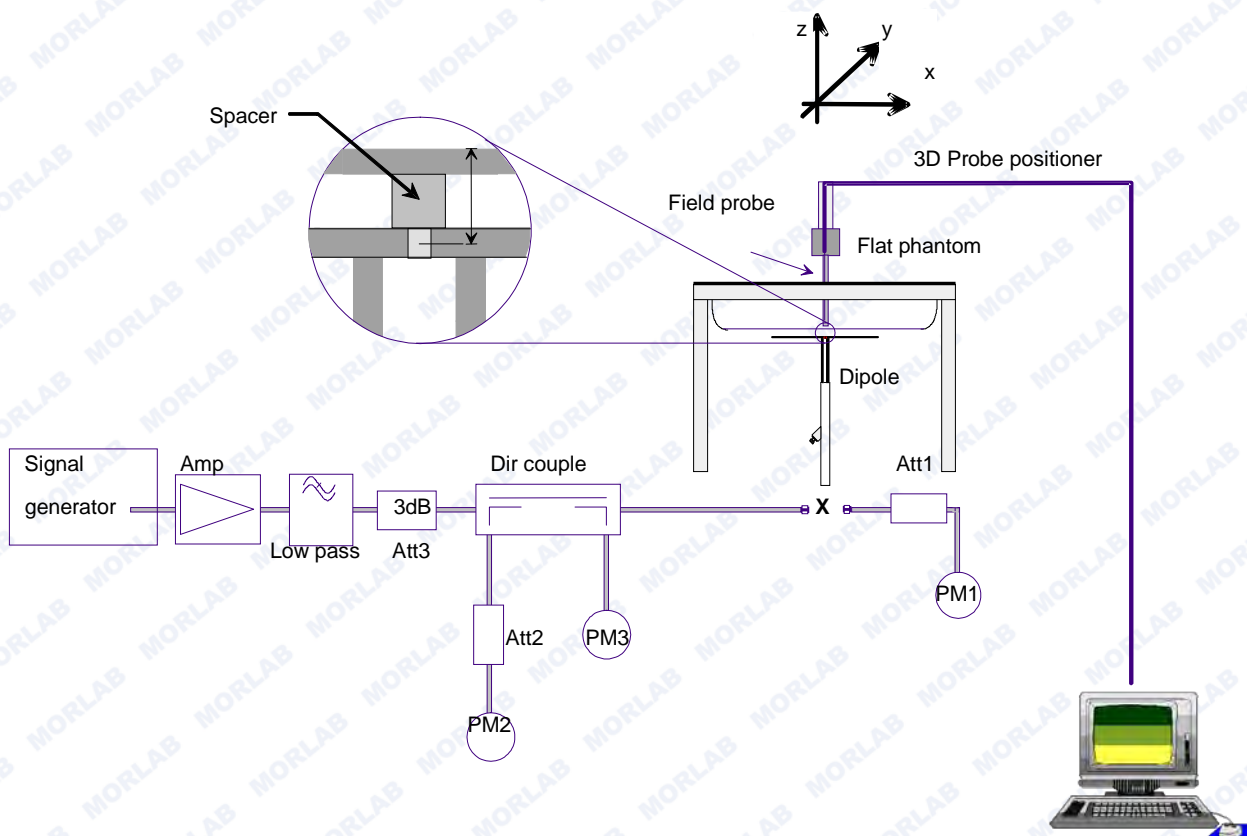 z
y
x
Spacer
3D Probe positioner
Field probe
Flat phantom
Dipole
Signal
generator
Amp
Low pass
3dB
Att3
Dir couple
Att1
X
PM1
Att2
PM3
PM2
MORLAB